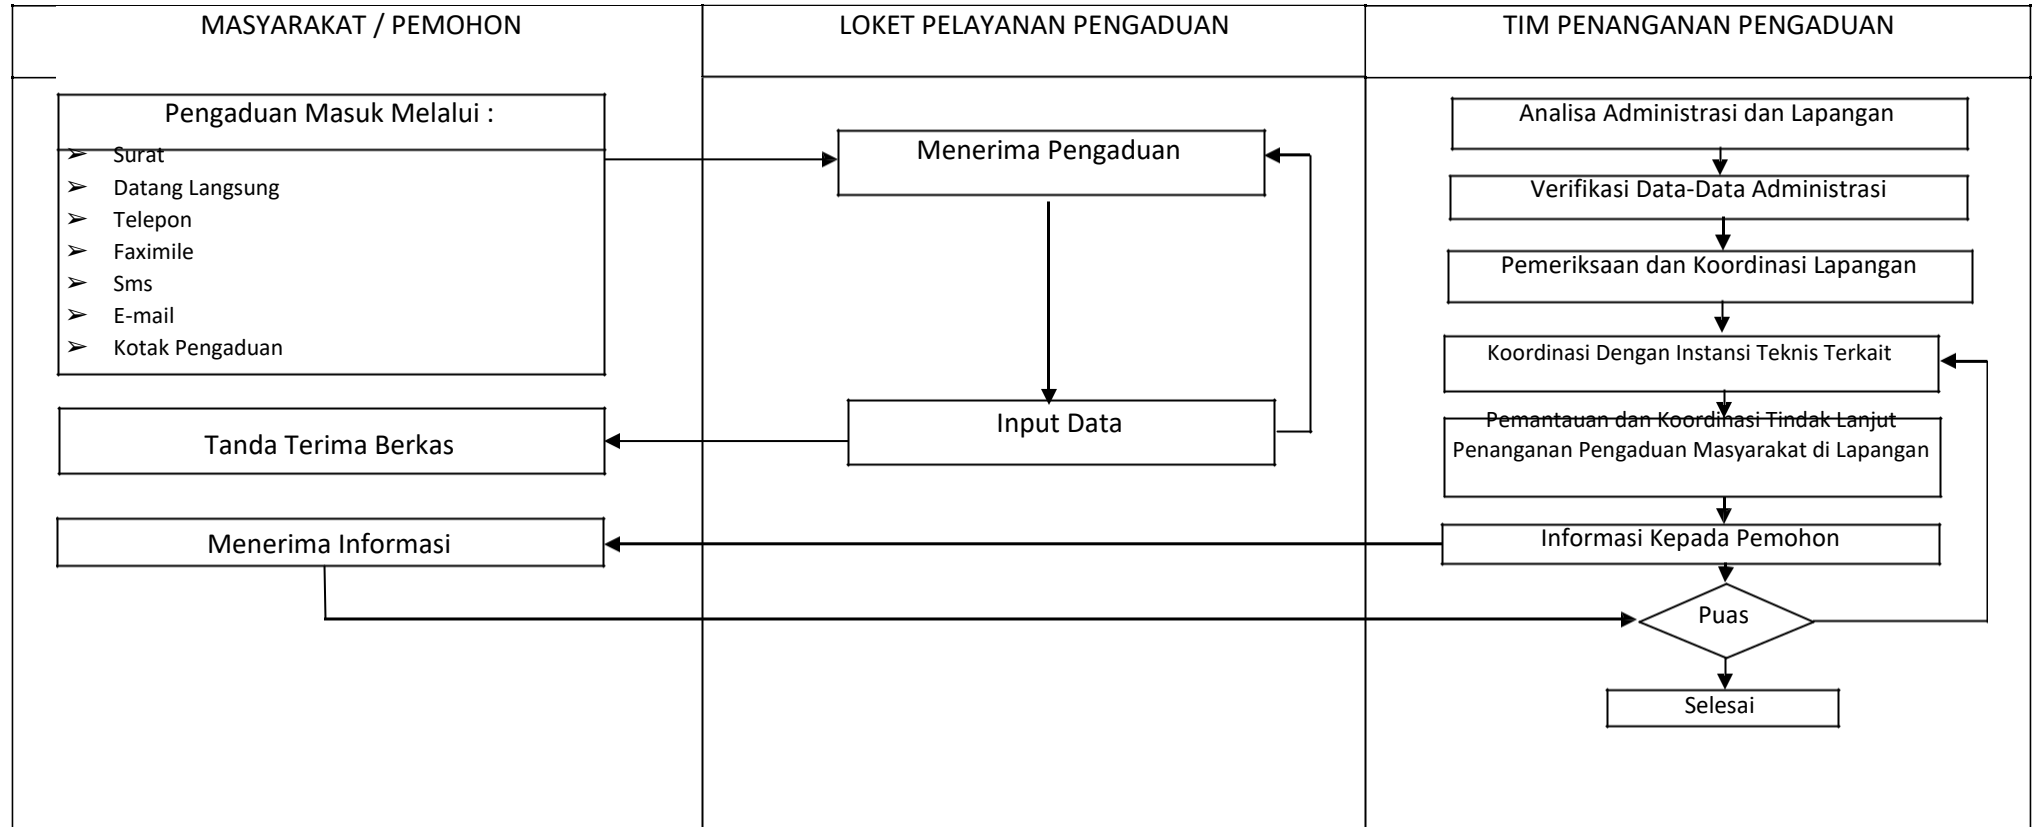 MASYARAKAT / PEMOHON
LOKET PELAYANAN PENGADUAN
TIM PENANGANAN PENGADUAN
Pengaduan Masuk Melalui :
➢ Surat
➢ Datang Langsung
➢ Telepon
➢ Faximile
➢ Sms
➢ E-mail
➢ Kotak Pengaduan
Tanda Terima Berkas
Menerima Informasi
Menerima Pengaduan
Input Data
Analisa Administrasi dan Lapangan
Verifikasi Data-Data Administrasi
Pemeriksaan dan Koordinasi Lapangan
Koordinasi Dengan Instansi Teknis Terkait
Pemantauan dan Koordinasi Tindak Lanjut
Penanganan Pengaduan Masyarakat di Lapangan
Informasi Kepada Pemohon
Puas
Selesai